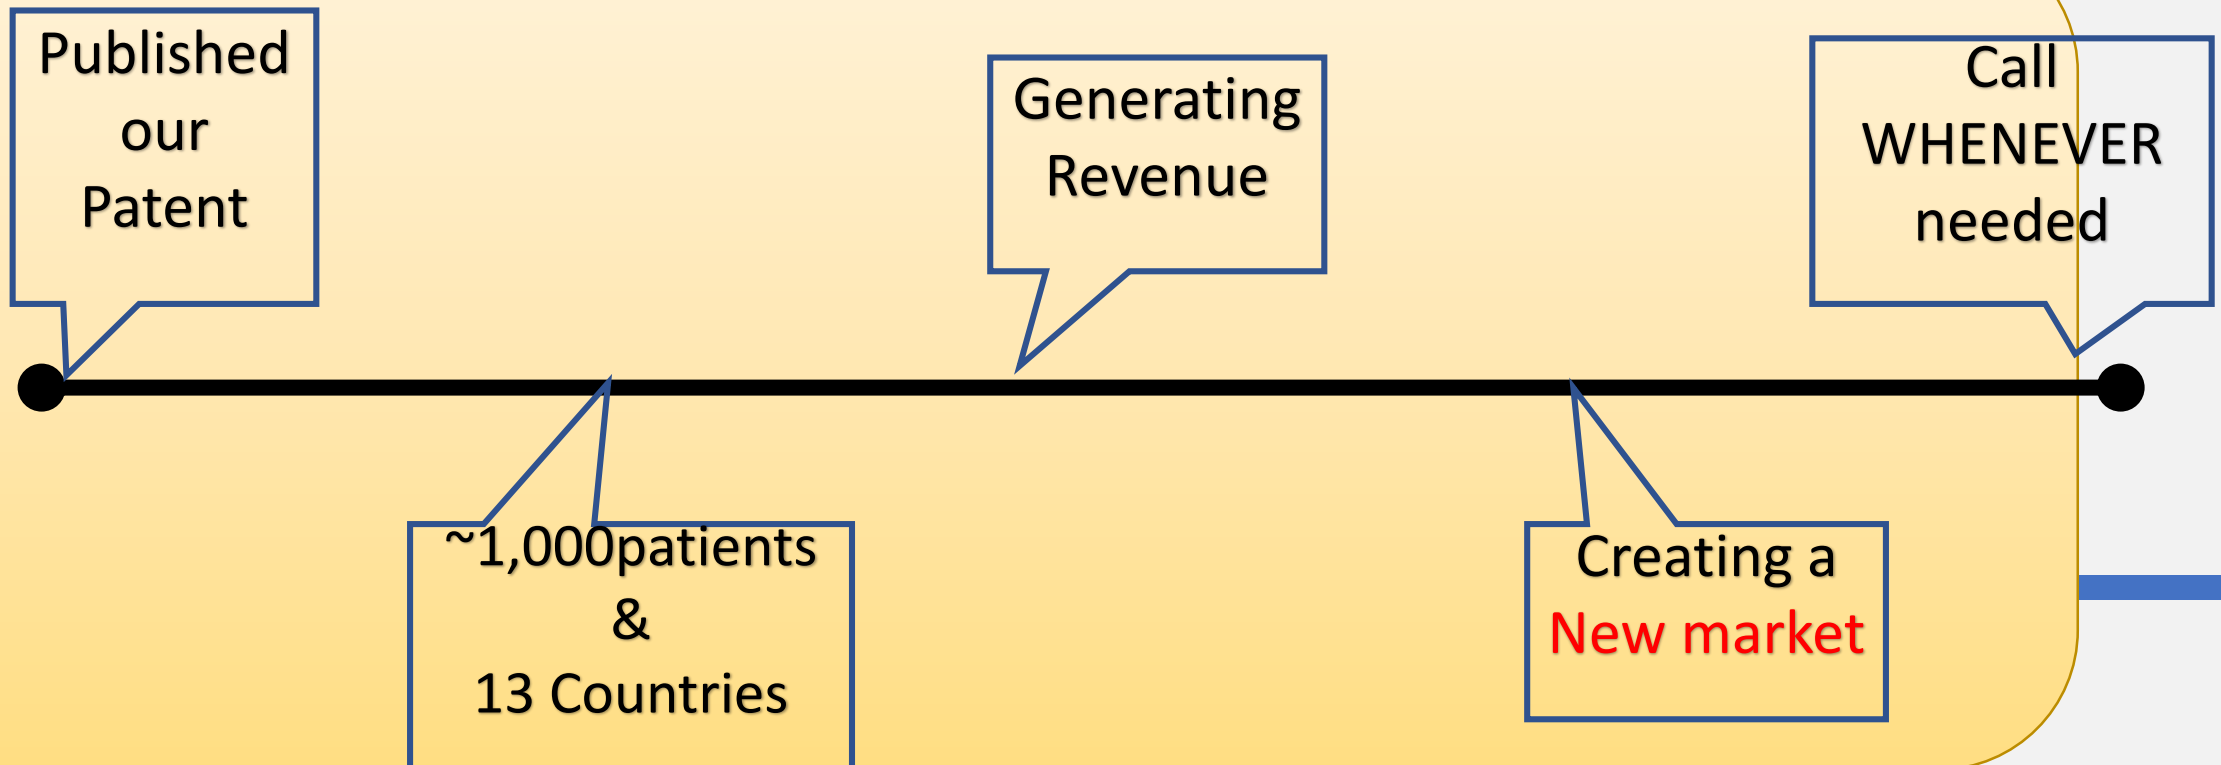 Published
our
Patent
~1,000patients
&
13 Countries
Generating
Revenue
Creating a
New market
Call
WHENEVER
needed